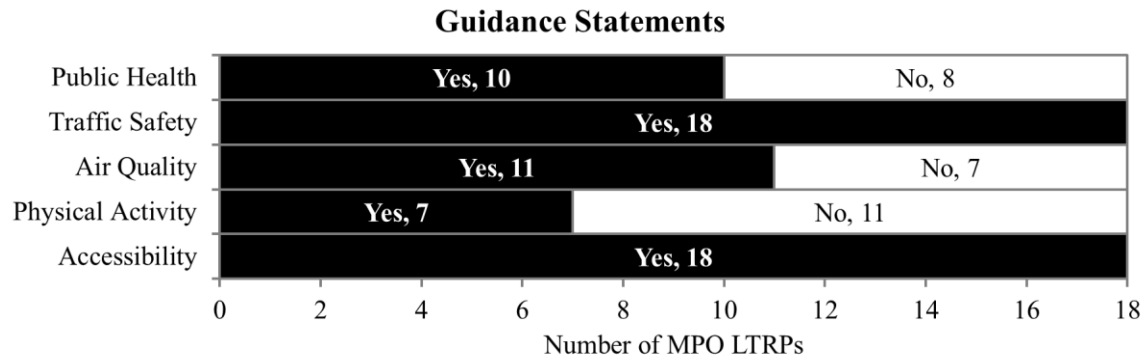 Guidance Statements
Public Health Yes, 10 No, 8
Traffic Safety Yes, 18
Air Quality Yes, 11 No, 7
Physical Activity Yes, 7 No, 11
Accessibility Yes, 18
0 2 4 6 8 10 12 14 16 18
Number of MPO LTRPs